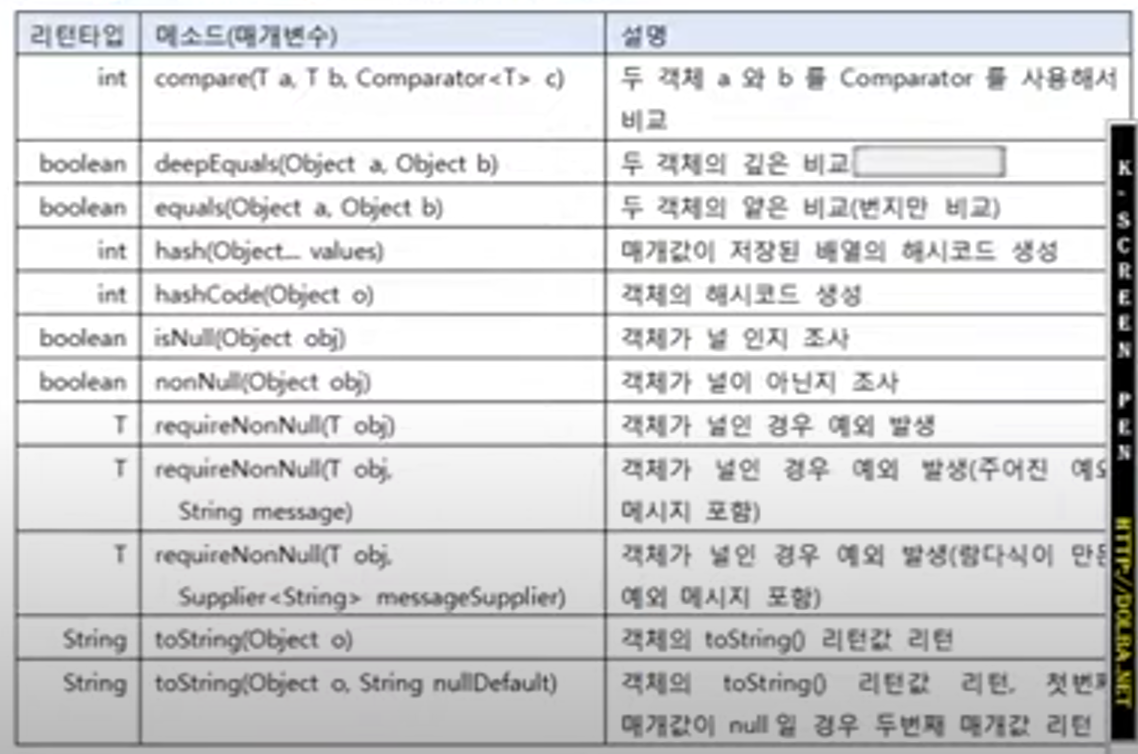 리턴타입 메소드(매개변수) 설명
int compare(T a, T b, Comparator<T> c) 두 객체 a 와 b 를 Comparator 를 사용해서
비교
boolean deepEquals(Object a, Object b) 두 객체의 깊은 비교
boolean equals(Object a, Object b) 두 객체의 얕은 비교(번지만 비교)
int hash(Object... values) 매개값이 저장된 배열의 해시코드 생성
int hashCode(Object o) 객체의 해시코드 생성
boolean isNull(Object obj) 객체가 널 인지 조사
boolean nonNull(Object obj) 객체가 널이 아닌지 조사
T requireNonNull(T obj) 객체가 널인 경우 예외 발생
T requireNonNull(T obj, 객체가 널인 경우 예외 발생(주어진 예외
String message) 메시지 포함)
T requireNonNull(T obj, 객체가 널인 경우 예외 발생(람다식이 만든
Supplier<String> messageSupplier) 예외 메시지 포함)
String toString(Object o) 객체의 toString() 리턴값 리턴
String toString(Object o, String nullDefault) 객체의 toString() 리턴값 리턴, 첫번째
매개값이 null 일 경우 두번째 매개값 리턴
K-SCREEN PEN HTTP://DOLBA.NET